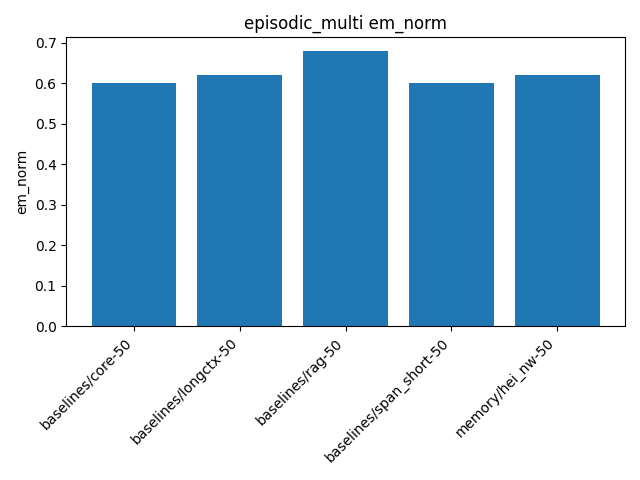 episodic_multi em_norm
em_norm
0.7
0.6
0.5
0.4
0.3
0.2
0.1
0.0
baselines/core-50
baselines/longctx-50
baselines/rag-50
baselines/span_short-50
memory/hei_nw-50